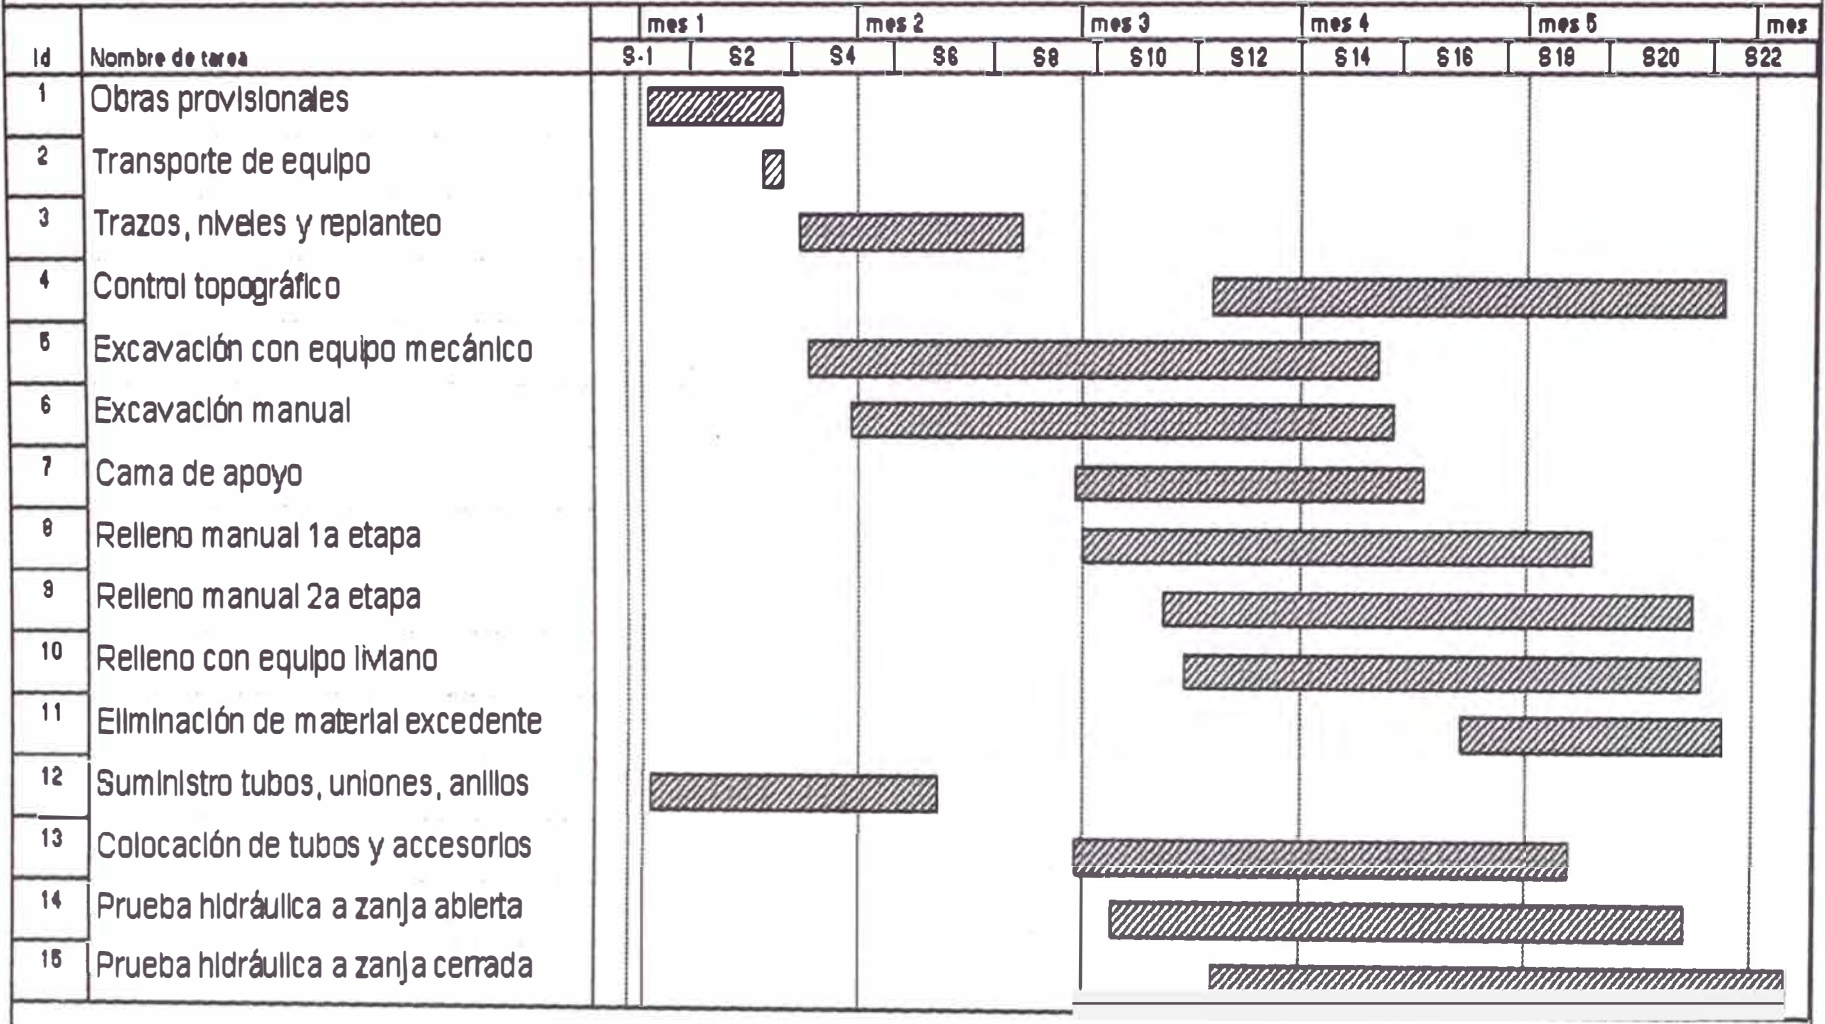 mes 1 mes 2 mes 3 mes 4 mes 5 mes
Id Nombre de tarea S-1 S2 S4 S6 S8 S10 S12 S14 S16 S18 S20 S22
1 Obras provisionales
2 Transporte de equipo
3 Trazos, niveles y replanteo
4 Control topográfico
5 Excavación con equipo mecánico
6 Excavación manual
7 Cama de apoyo
8 Relleno manual 1a etapa
9 Relleno manual 2a etapa
10 Relleno con equipo liviano
11 Eliminación de material excedente
12 Suministro tubos, uniones, anillos
13 Colocación de tubos y accesorios
14 Prueba hidráulica a zanja abierta
15 Prueba hidráulica a zanja cerrada